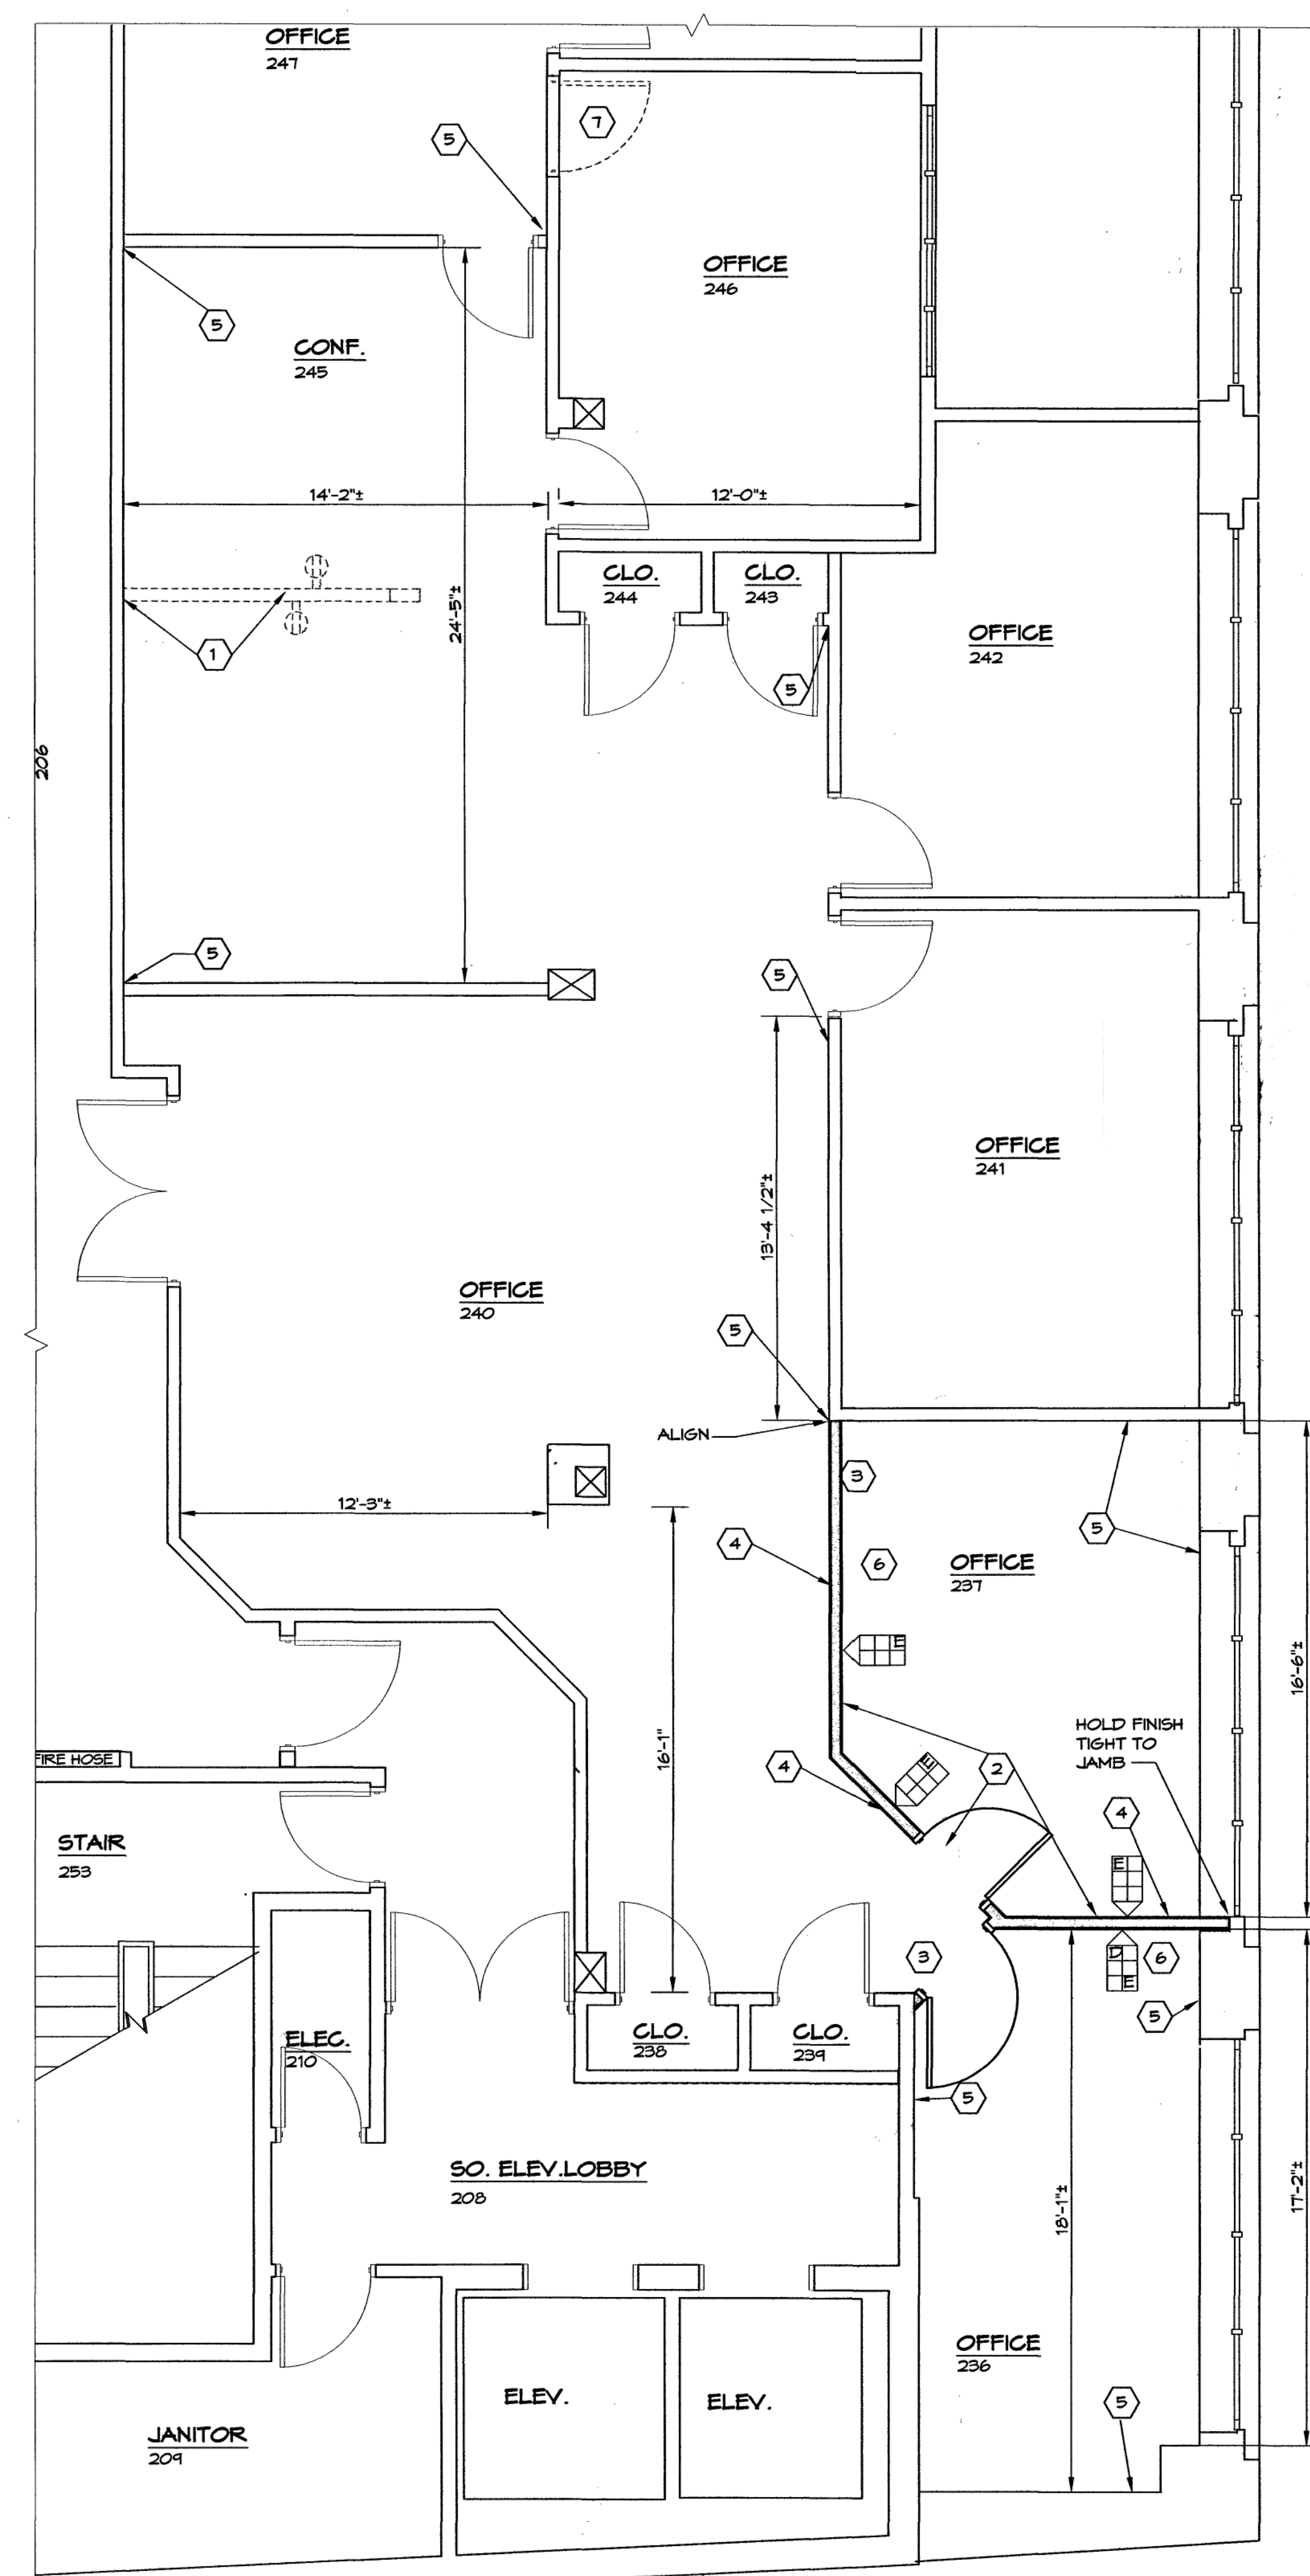 OFFICE
247
7
5
OFFICE
246
5
CONF.
245
14'-2"±
12'-0"±
CLO.
244
CLO.
243
24'-5"±
1
OFFICE
242
5
206
5
5
13'-4 1/2"±
OFFICE
241
OFFICE
240
5
ALIGN
3
12'-3"±
5
4
6
OFFICE
237
E
16'-6"±
16'-1"
HOLD FINISH
TIGHT TO
JAMB
FIRE HOSE
4
E
2
4
STAIR
253
E
3
D
E
6
5
ELEC.
210
CLO.
238
CLO.
239
5
SO. ELEV.LOBBY
208
18'-1"±
17'-2"±
OFFICE
236
ELEV.
ELEV.
5
JANITOR
209